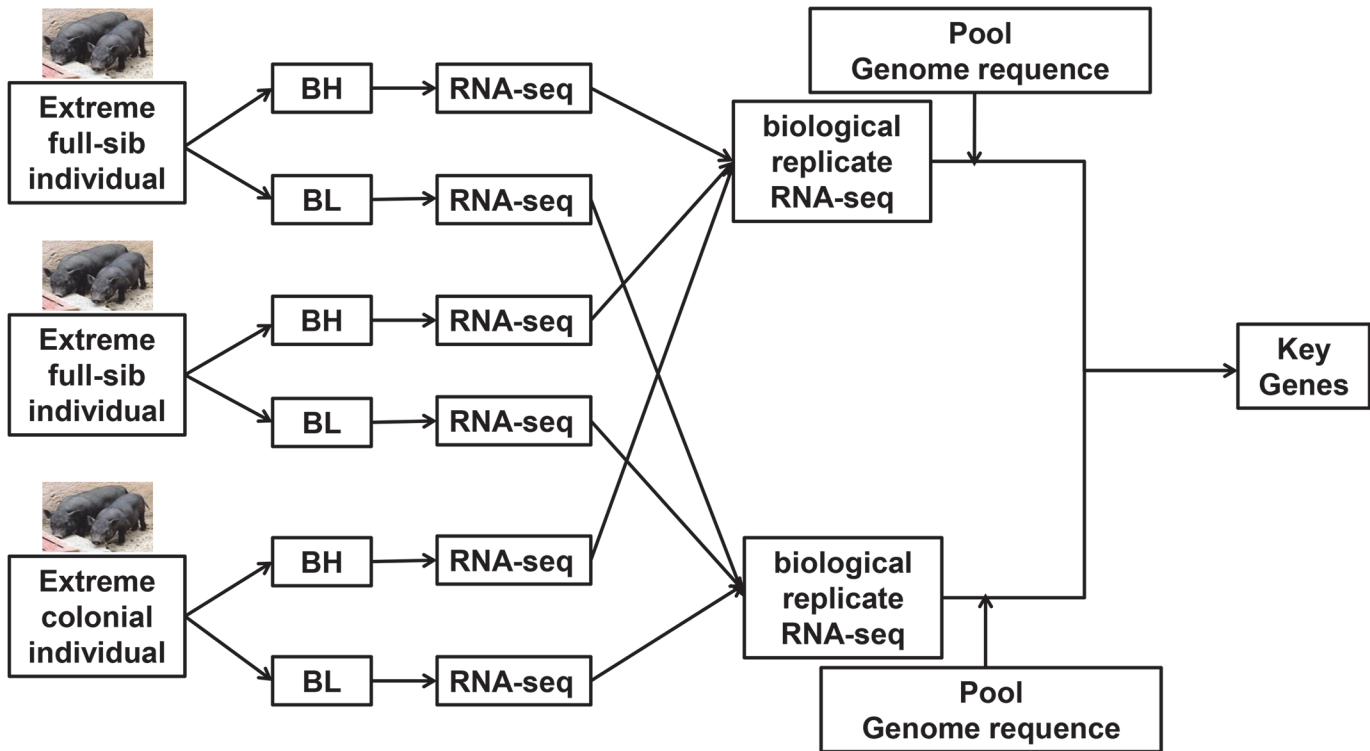 Extreme
full-sib
individual
BH
RNA-seq
BL
RNA-seq
Extreme
full-sib
individual
BH
RNA-seq
BL
RNA-seq
Extreme
colonial
individual
BH
RNA-seq
BL
RNA-seq
biological
replicate
RNA-seq
Pool
Genome requence
biological
replicate
RNA-seq
Pool
Genome requence
Key
Genes